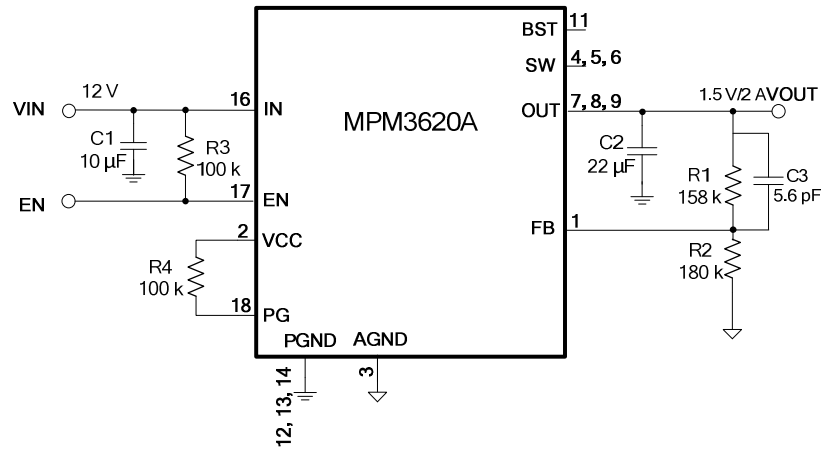 BST
11
SW
4, 5, 6
VIN
12 V
16
IN
MPM3620A
OUT
7, 8, 9
1.5 V/2 A VOUT
C1
10 µF
R3
100 k
C2
22 µF
R1
158 k
C3
5.6 pF
EN
17
EN
2
VCC
FB
1
R4
100 k
R2
180 k
18
PG
PGND
AGND
12, 13, 14
3